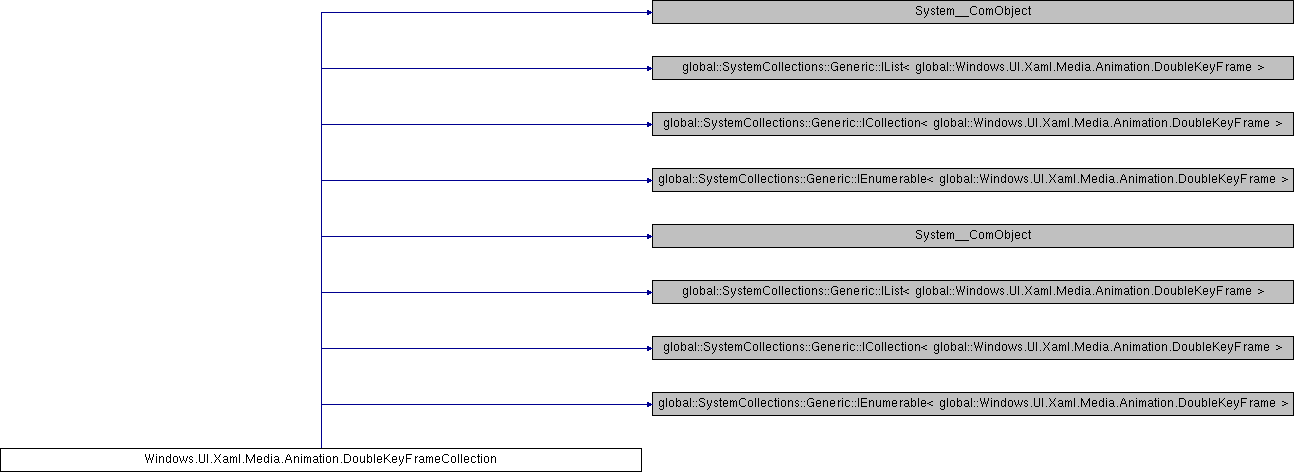 System__ComObject
global::SystemCollections::Generic::IList< global::Windows.UI.Xaml.Media.Animation.DoubleKeyFrame >
global::SystemCollections::Generic::ICollection< global::Windows.UI.Xaml.Media.Animation.DoubleKeyFrame >
global::SystemCollections::Generic::IEnumerable< global::Windows.UI.Xaml.Media.Animation.DoubleKeyFrame >
System__ComObject
global::SystemCollections::Generic::IList< global::Windows.UI.Xaml.Media.Animation.DoubleKeyFrame >
global::SystemCollections::Generic::ICollection< global::Windows.UI.Xaml.Media.Animation.DoubleKeyFrame >
global::SystemCollections::Generic::IEnumerable< global::Windows.UI.Xaml.Media.Animation.DoubleKeyFrame >
Windows.UI.Xaml.Media.Animation.DoubleKeyFrameCollection